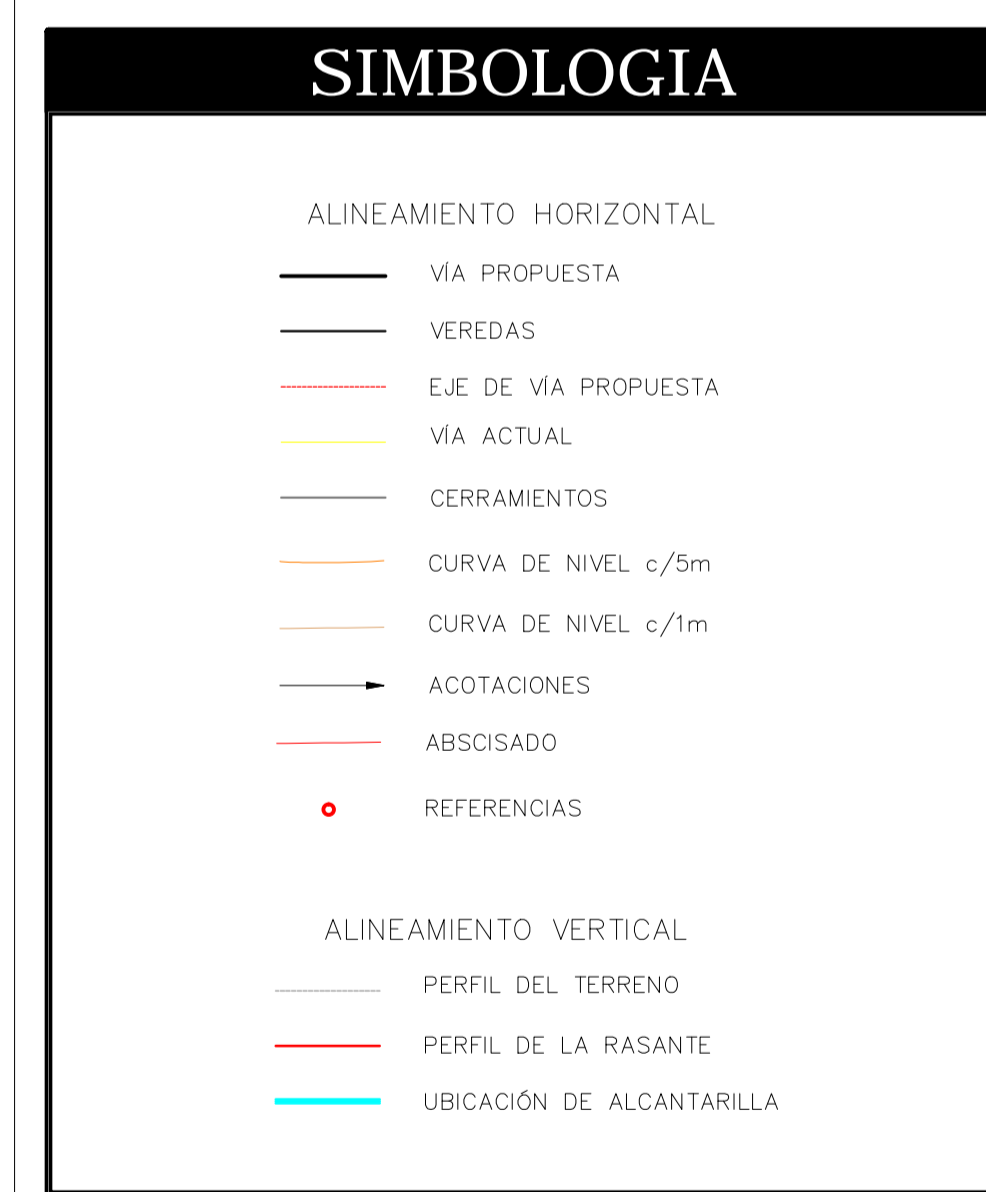 SIMBOLOGIA
ALINEAMIENTO HORIZONTAL
VÍA PROPUESTA
VEREDAS
EJE DE VÍA PROPUESTA
VÍA ACTUAL
CERRAMIENTOS
CURVA DE NIVEL c/5m
CURVA DE NIVEL c/1m
ACOTACIONES
ABSCISADO
REFERENCIAS
ALINEAMIENTO VERTICAL
PERFIL DEL TERRENO
PERFIL DE LA RASANTE
UBICACIÓN DE ALCANTARILLA